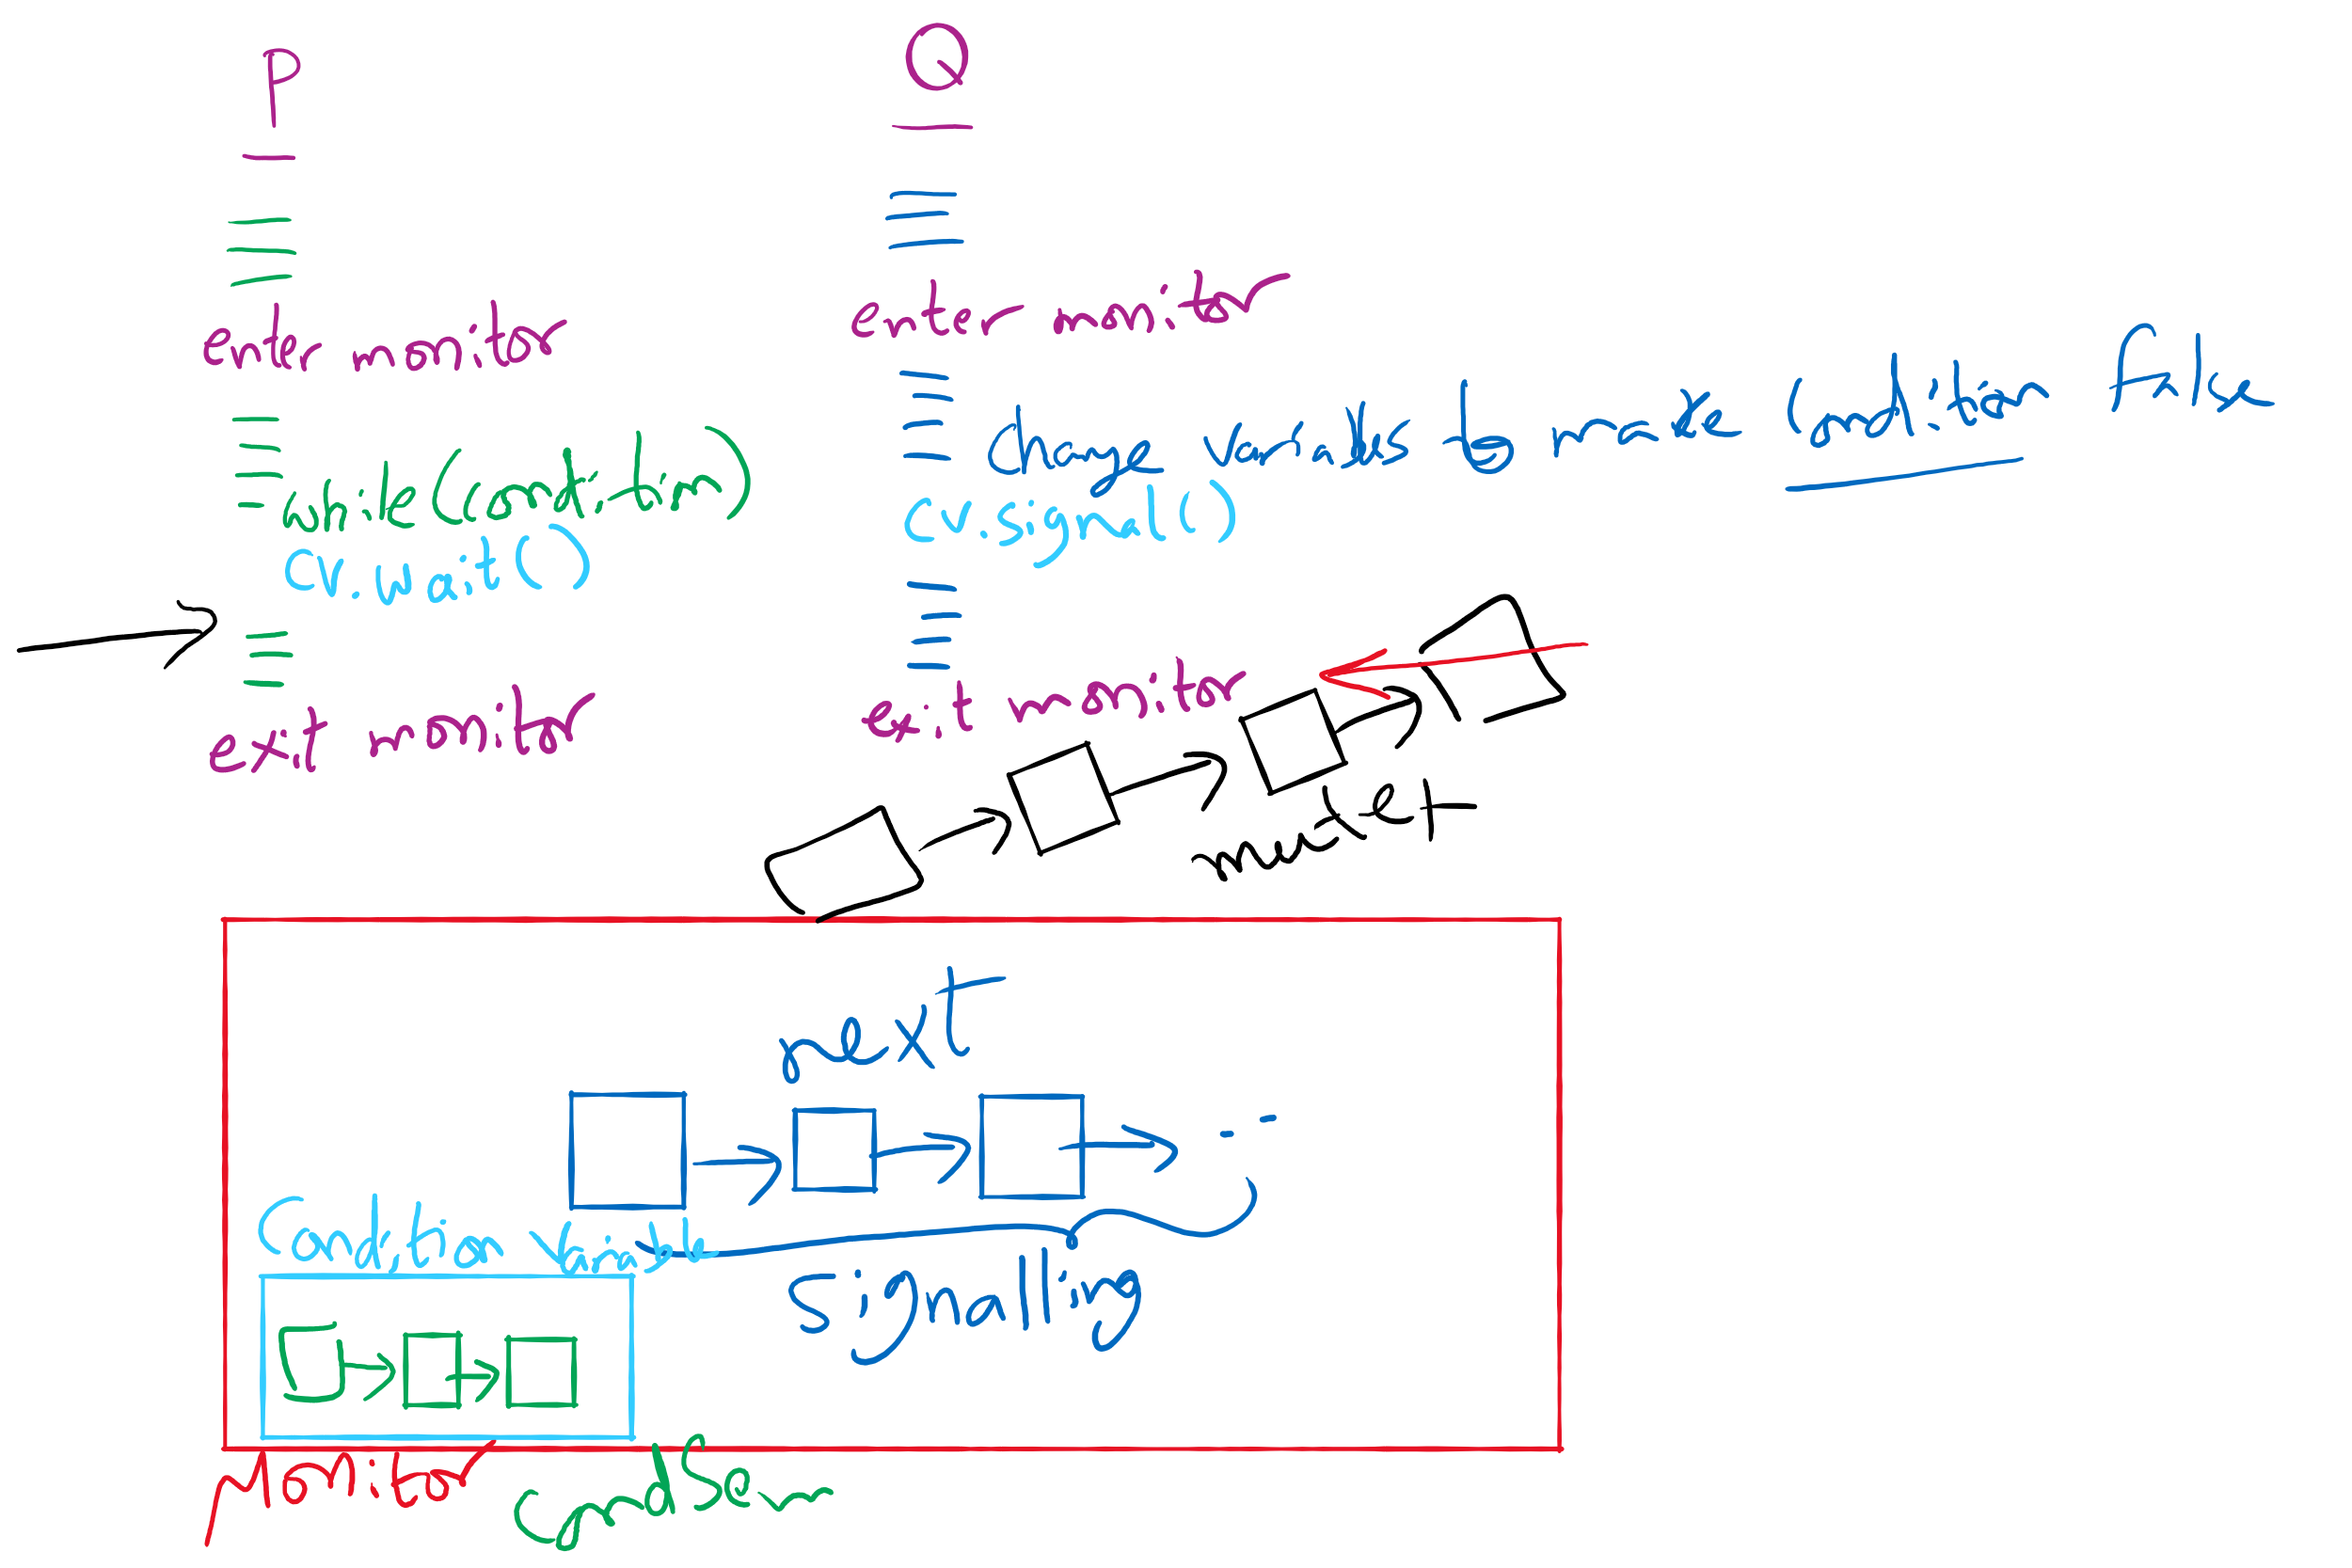 P
enter monitor
while(condition)
cv.wait()
exit monitor
Q
enter monitor
change variables to make condition false
cv.signal()
exit monitor
mutex
next
signalling
Condition variable
Monitor
condSem